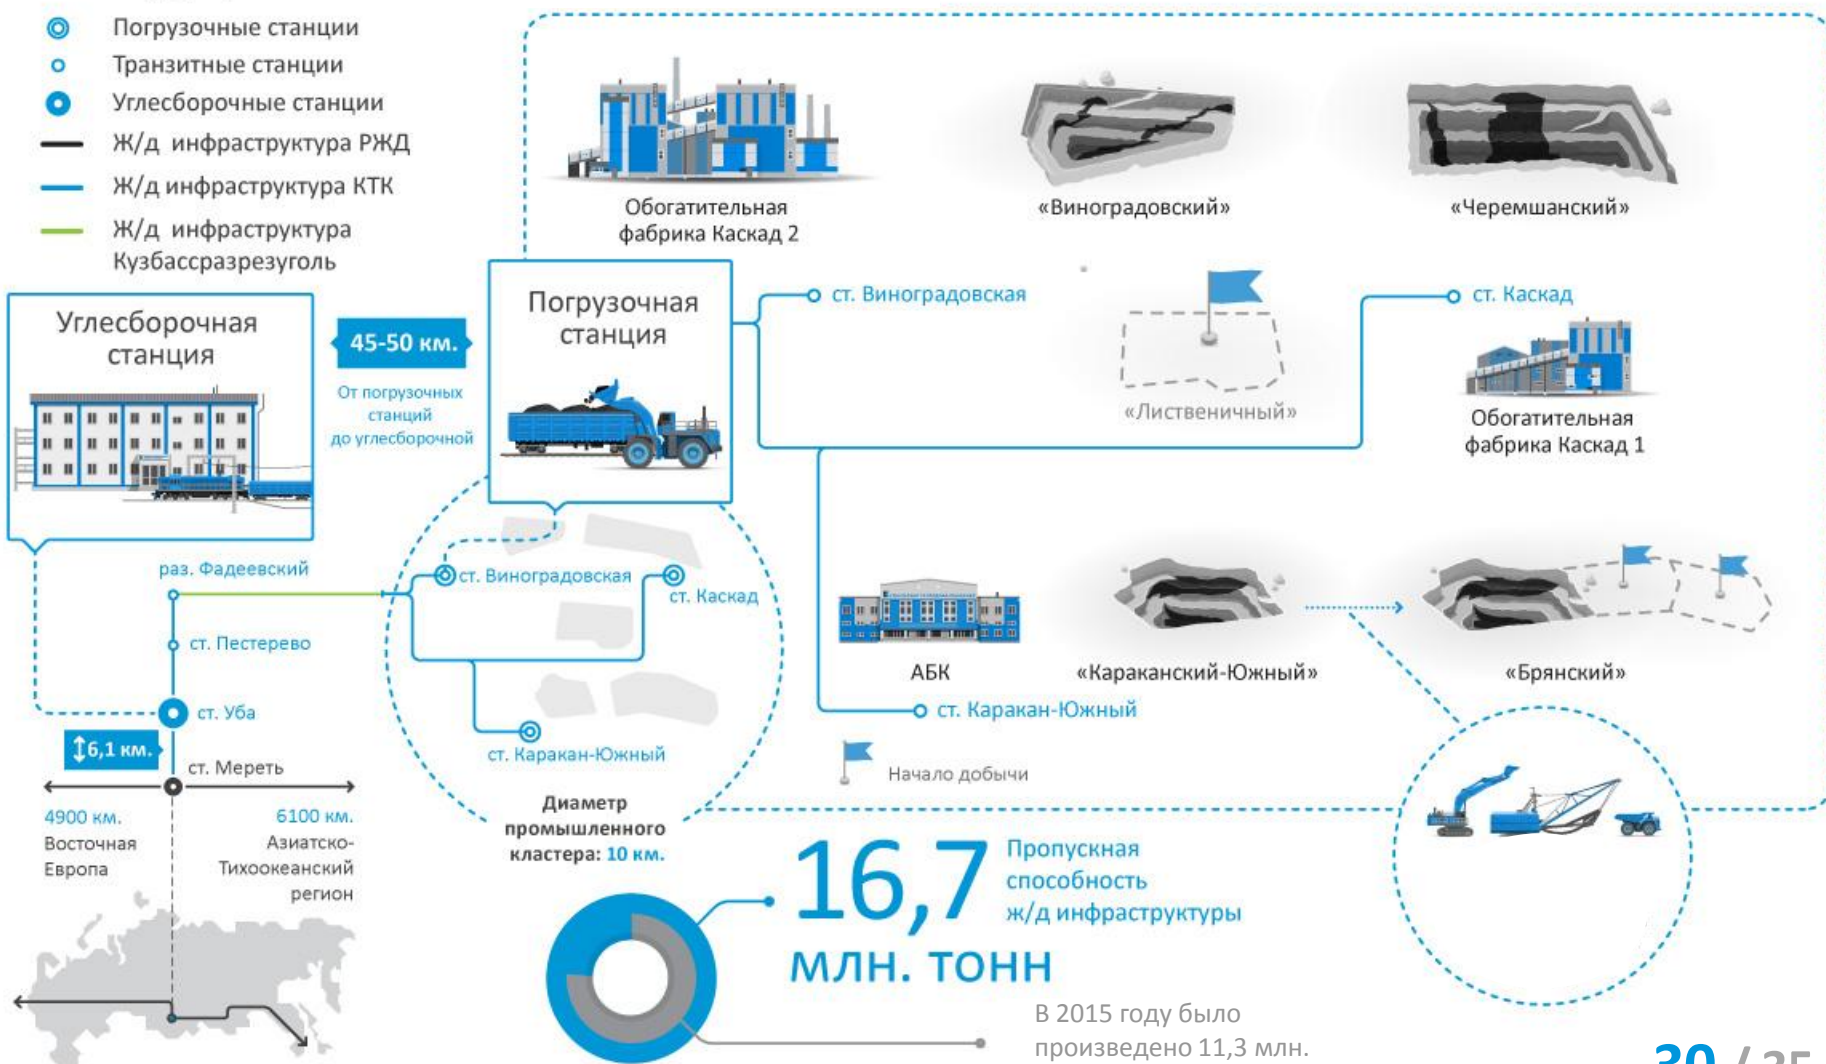 Погрузочные станции
Транзитные станции
Углесборочные станции
Ж/д инфраструктура РЖД
Ж/д инфраструктура КТК
Ж/д инфраструктура
Кузбассразрезуголь
Обогатительная
фабрика Каскад 2
«Виноградовский»
«Черемшанский»
Углесборочная
станция
45-50 км.
От погрузочных
станций
до углесборочной
Погрузочная
станция
ст. Виноградовская
«Лиственичный»
ст. Каскад
Обогатительная
фабрика Каскад 1
раз. Фадеевский
ст. Пестерево
ст. Уба
6,1 км.
ст. Мереть
4900 км.
Восточная
Европа
6100 км.
Азиатско-
Тихоокеанский
регион
ст. Виноградовская
ст. Каскад
ст. Каракан-Южный
Диаметр
промышленного
кластера: 10 км.
АБК
«Караканский-Южный»
«Брянский»
ст. Каракан-Южный
Начало добычи
16,7
млн. тонн
Пропускная
способность
ж/д инфраструктуры
В 2015 году было
произведено 11,3 млн.
30 / 35